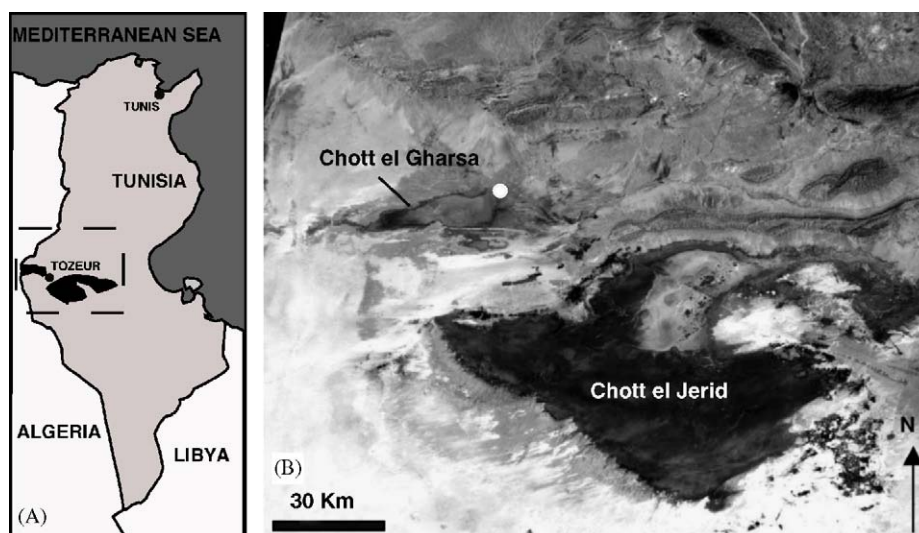 MEDITERRANEAN SEA
TUNIS
TUNISIA
TOZEUR
ALGERIA
LIBYA
(A)
Chott el Gharsa
Chott el Jerid
N
(B)
30 Km